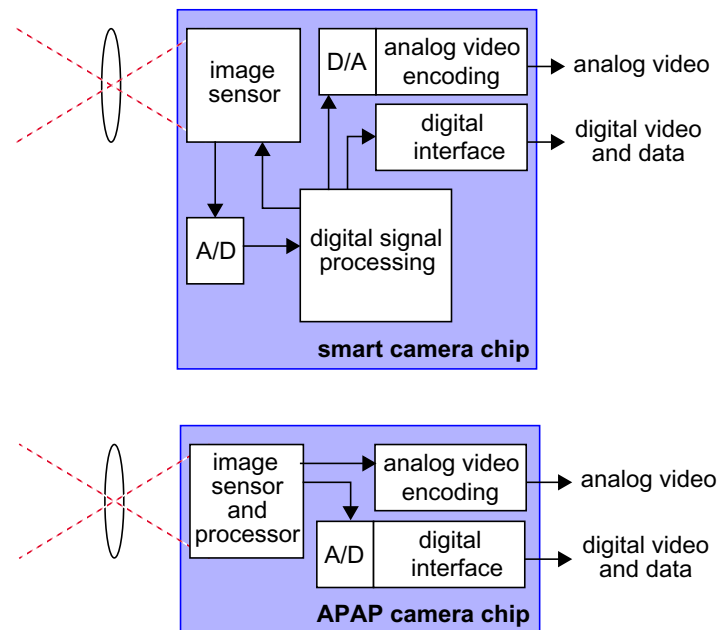 image
sensor
D/A
analog video
encoding
analog video
digital
interface
digital video
and data
A/D
digital signal
processing
smart camera chip
image
sensor
and
processor
analog video
encoding
analog video
A/D
digital
interface
digital video
and data
APAP camera chip